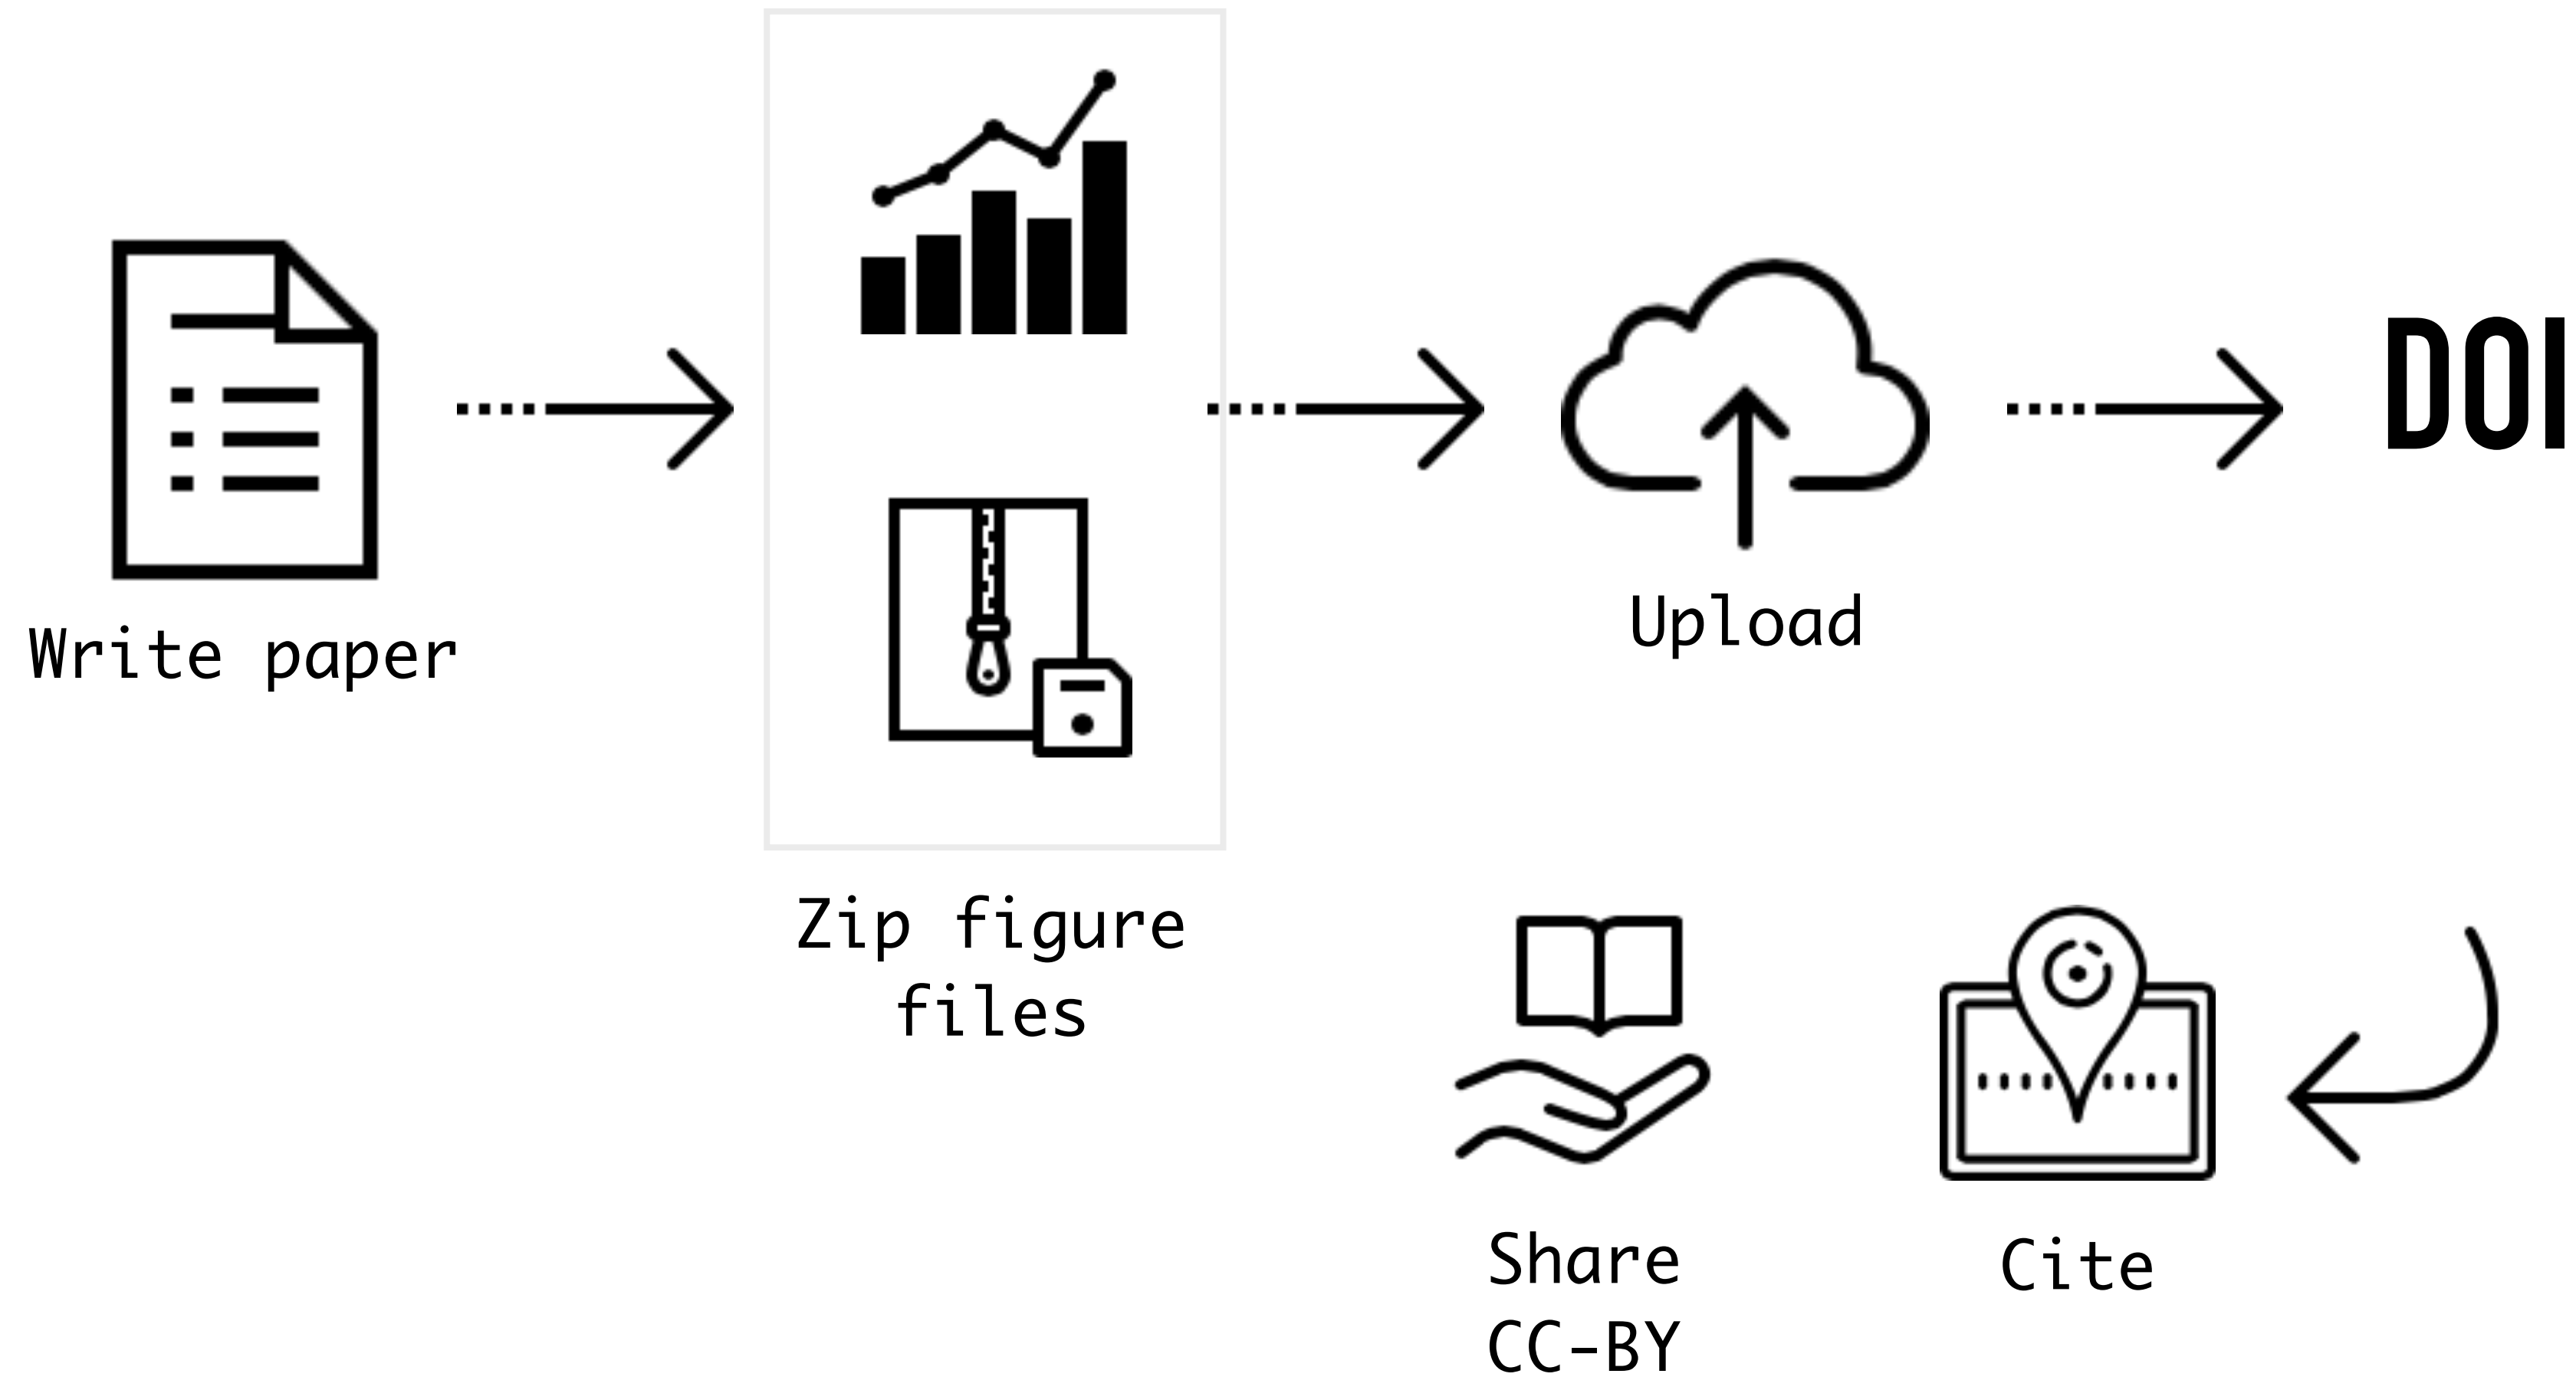 Write paper
Zip figure
files
Upload
DOI
Cite
Share
CC-BY